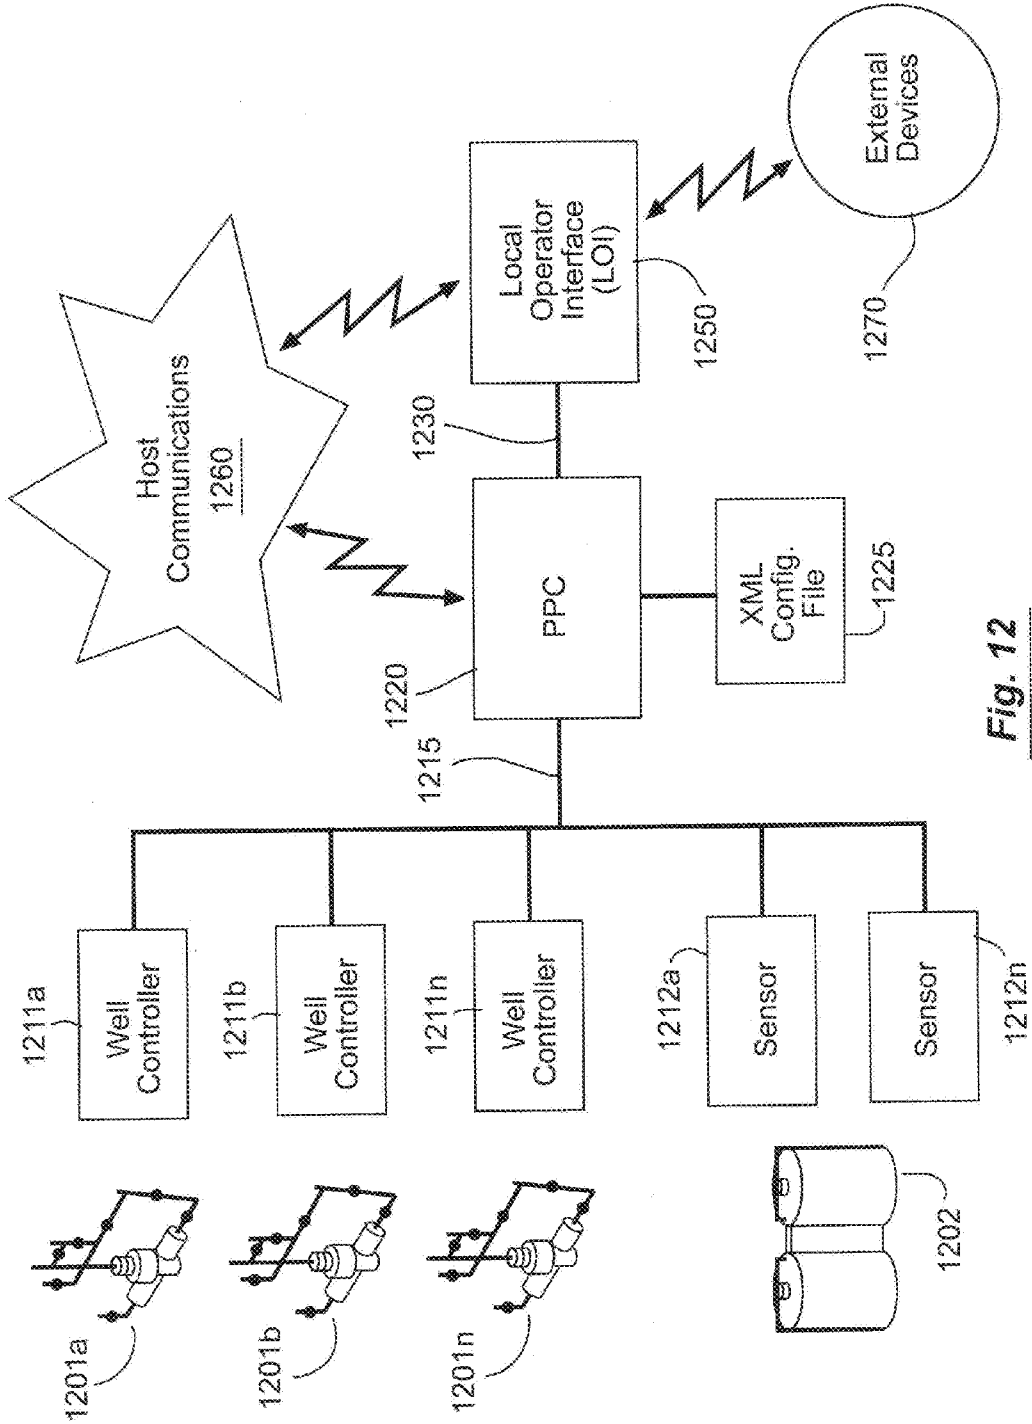 1201a
1201b
1201n
1202
1211a
Well
Controller
1211b
Well
Controller
1211n
Well
Controller
1212a
Sensor
1212n
Sensor
1215
1220
PPC
XML
Config.
File
1225
Host
Communications
1260
1230
Local
Operator
Interface
(LOI)
1250
External
Devices
1270
Fig. 12